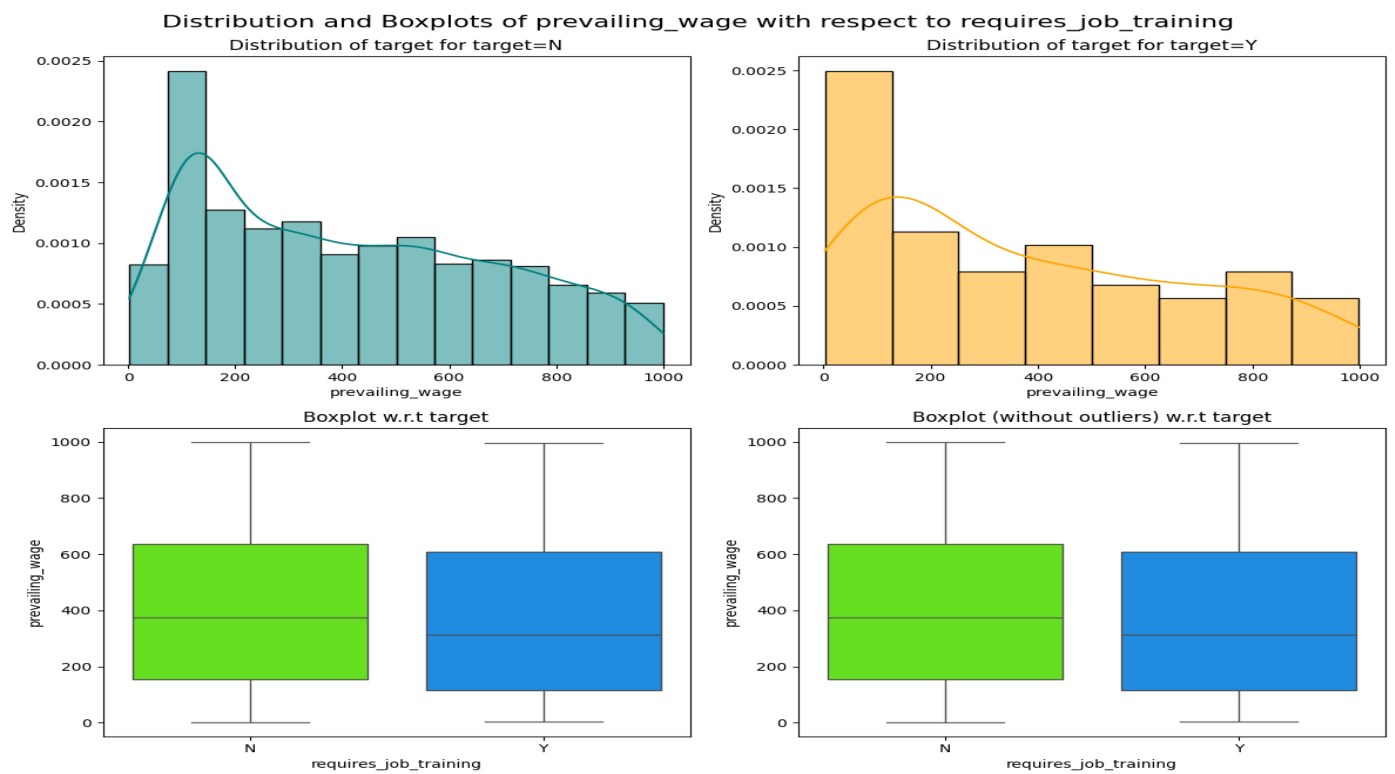 Distribution and Boxplots of prevailing_wage with respect to requires_job_training
Distribution of target for target=N
Density
0.0025
0.0020
0.0015
0.0010
0.0005
0.0000
0 200 400 600 800 1000
prevailing_wage
Distribution of target for target=Y
Density
0.0025
0.0020
0.0015
0.0010
0.0005
0.0000
0 200 400 600 800 1000
prevailing_wage
Boxplot w.r.t target
prevailing_wage
1000
800
600
400
200
0
N Y
requires_job_training
Boxplot (without outliers) w.r.t target
prevailing_wage
1000
800
600
400
200
0
N Y
requires_job_training